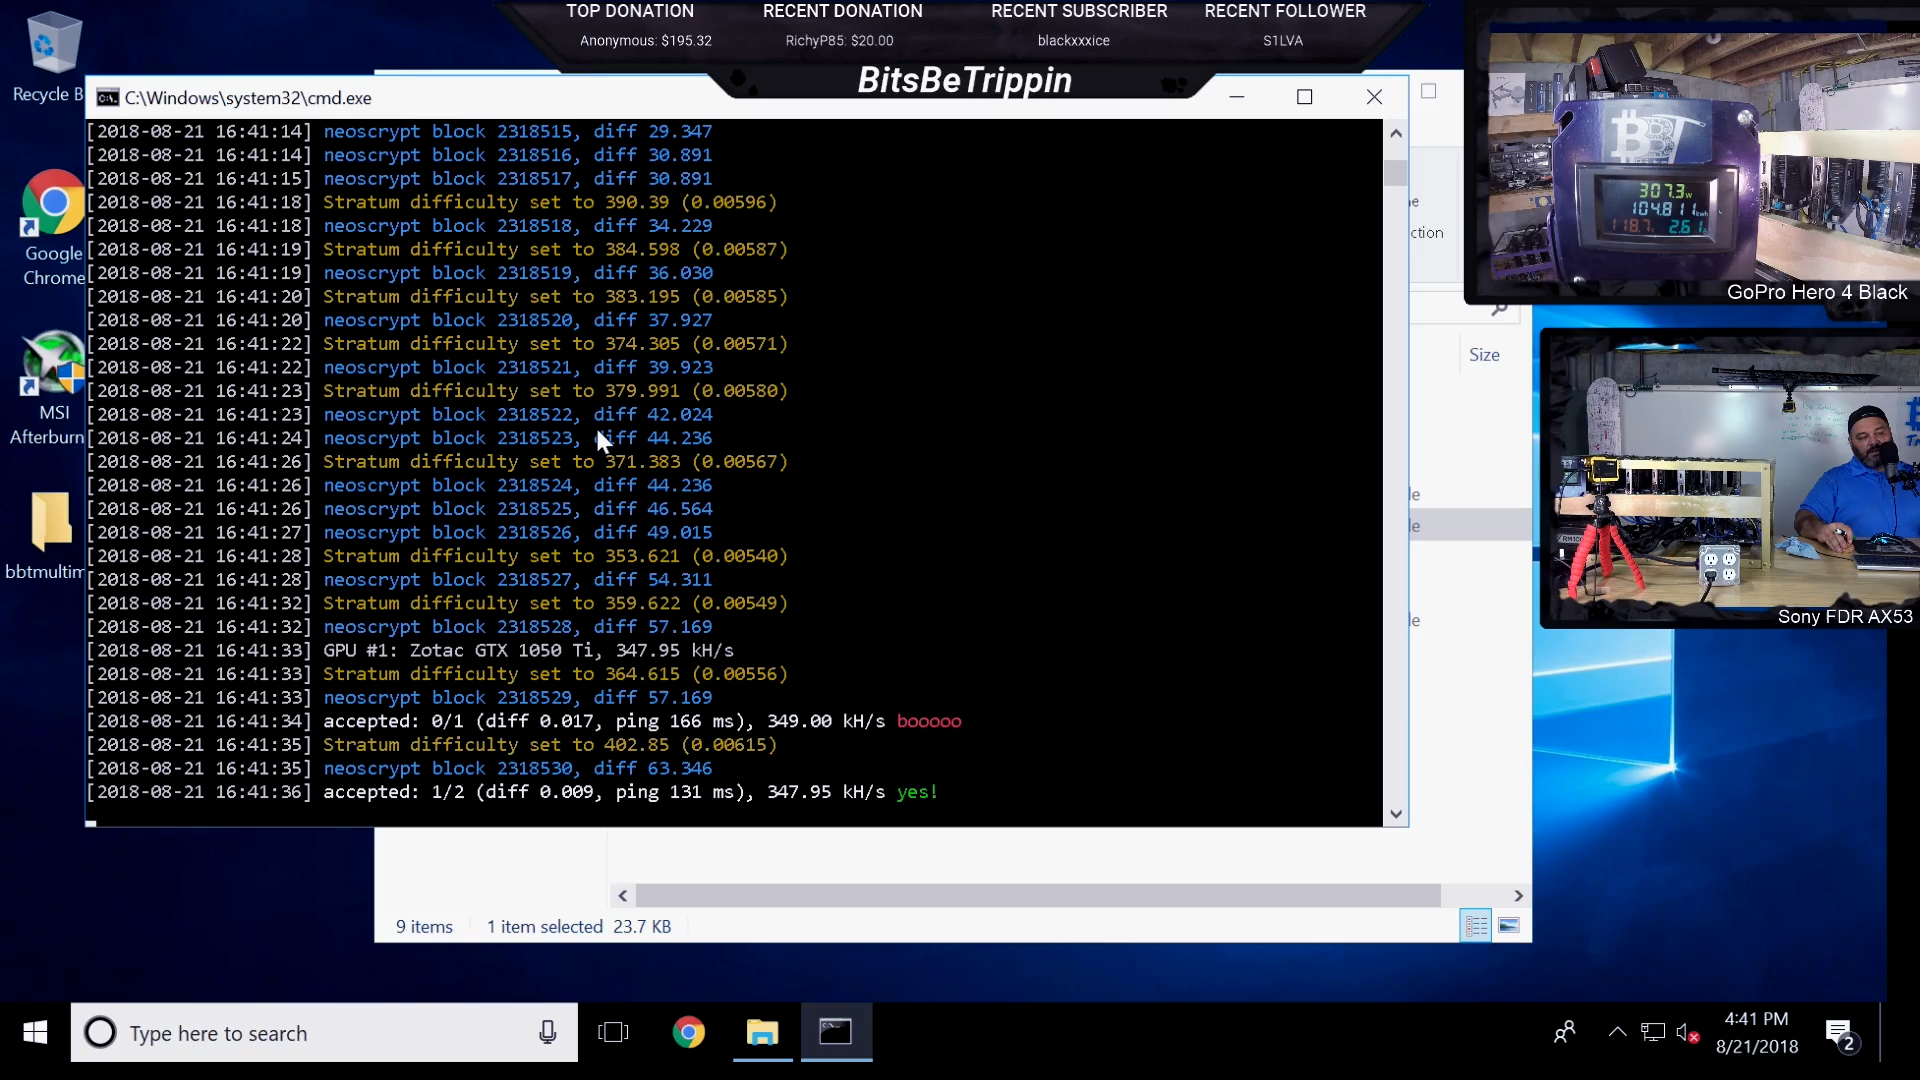 TOP DONATION
Anonymous: $195.32
RECENT DONATION
RichyP85: $20.00
RECENT SUBSCRIBER
blackxxxice
RECENT FOLLOWER
S1LVA
BitsBeTrippin
Recycle B
Google
Chrome
MSI
Afterburn
bbtmultim
C:\Windows\system32\cmd.exe
[2018-08-21 16:41:14] neoscrypt block 2318515, diff 29.347
[2018-08-21 16:41:14] neoscrypt block 2318516, diff 30.891
[2018-08-21 16:41:15] neoscrypt block 2318517, diff 30.891
[2018-08-21 16:41:18] Stratum difficulty set to 390.39 (0.00596)
[2018-08-21 16:41:18] neoscrypt block 2318518, diff 34.229
[2018-08-21 16:41:19] Stratum difficulty set to 384.598 (0.00587)
[2018-08-21 16:41:19] neoscrypt block 2318519, diff 36.030
[2018-08-21 16:41:20] Stratum difficulty set to 383.195 (0.00585)
[2018-08-21 16:41:20] neoscrypt block 2318520, diff 37.927
[2018-08-21 16:41:22] Stratum difficulty set to 374.305 (0.00571)
[2018-08-21 16:41:22] neoscrypt block 2318521, diff 39.923
[2018-08-21 16:41:23] Stratum difficulty set to 379.991 (0.00580)
[2018-08-21 16:41:23] neoscrypt block 2318522, diff 42.024
[2018-08-21 16:41:24] neoscrypt block 2318523, diff 44.236
[2018-08-21 16:41:26] Stratum difficulty set to 371.383 (0.00567)
[2018-08-21 16:41:26] neoscrypt block 2318524, diff 44.236
[2018-08-21 16:41:26] neoscrypt block 2318525, diff 46.564
[2018-08-21 16:41:27] neoscrypt block 2318526, diff 49.015
[2018-08-21 16:41:28] Stratum difficulty set to 353.621 (0.00540)
[2018-08-21 16:41:28] neoscrypt block 2318527, diff 54.311
[2018-08-21 16:41:32] Stratum difficulty set to 359.622 (0.00549)
[2018-08-21 16:41:32] neoscrypt block 2318528, diff 57.169
[2018-08-21 16:41:33] GPU #1: Zotac GTX 1050 Ti, 347.95 kH/s
[2018-08-21 16:41:33] Stratum difficulty set to 364.615 (0.00556)
[2018-08-21 16:41:33] neoscrypt block 2318529, diff 57.169
[2018-08-21 16:41:34] accepted: 0/1 (diff 0.017, ping 166 ms), 349.00 kH/s booooo
[2018-08-21 16:41:35] Stratum difficulty set to 402.85 (0.00615)
[2018-08-21 16:41:35] neoscrypt block 2318530, diff 63.346
[2018-08-21 16:41:36] accepted: 1/2 (diff 0.009, ping 131 ms), 347.95 kH/s yes!
ction
Size
307.3w
104.811
118.7
2.61
GoPro Hero 4 Black
Sony FDR AX53
9 items
1 item selected 23.7 KB
Type here to search
4:41 PM
8/21/2018
2